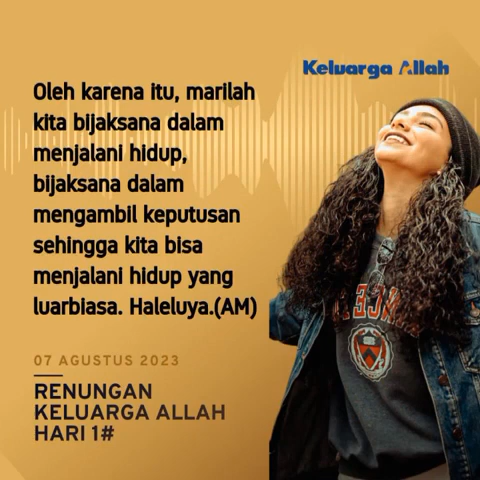 Keluarga Allah
Oleh karena itu, marilah
kita bijaksana dalam
menjalani hidup,
bijaksana dalam
mengambil keputusan
sehingga kita bisa
menjalani hidup yang
luarbiasa. Haleluya.(AM)
07 AGUSTUS 2023
RENUNGAN
KELUARGA ALLAH
HARI 1#